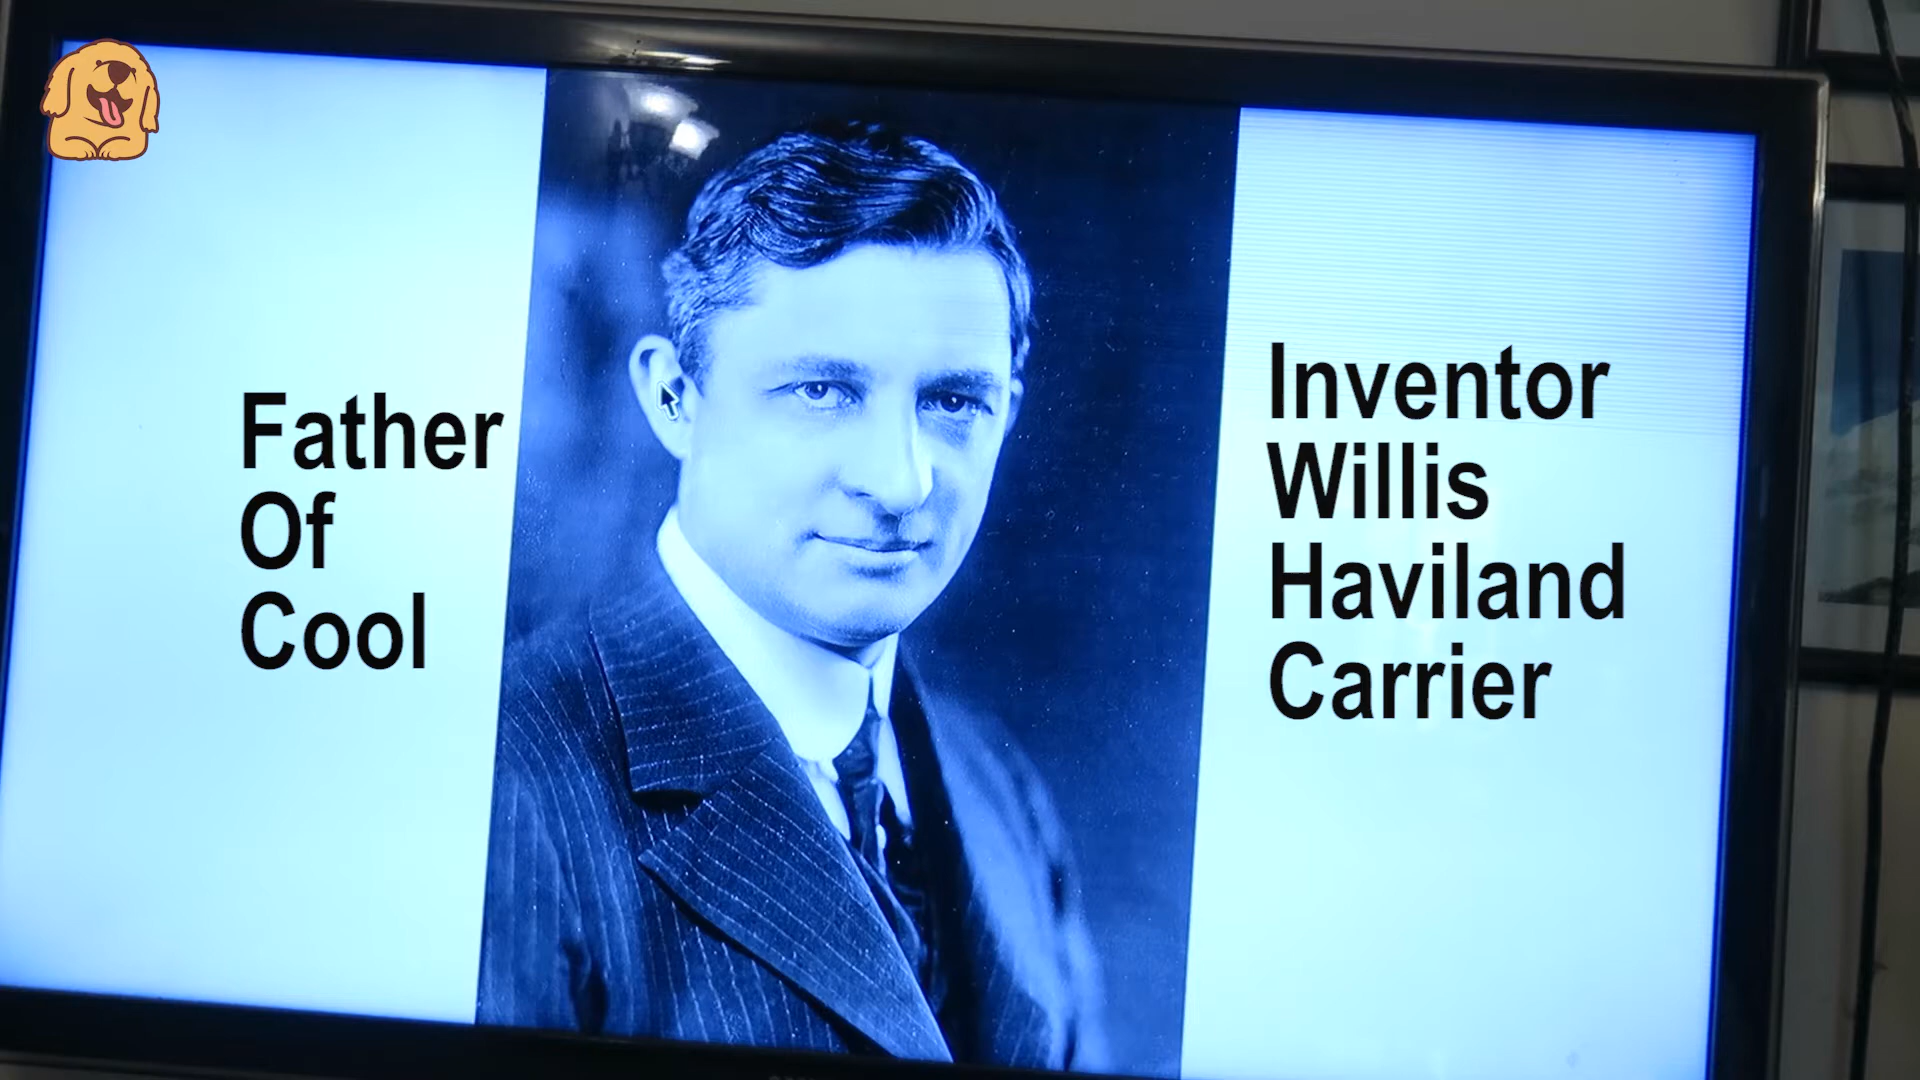 Father
Of
Cool
Inventor
Willis
Haviland
Carrier